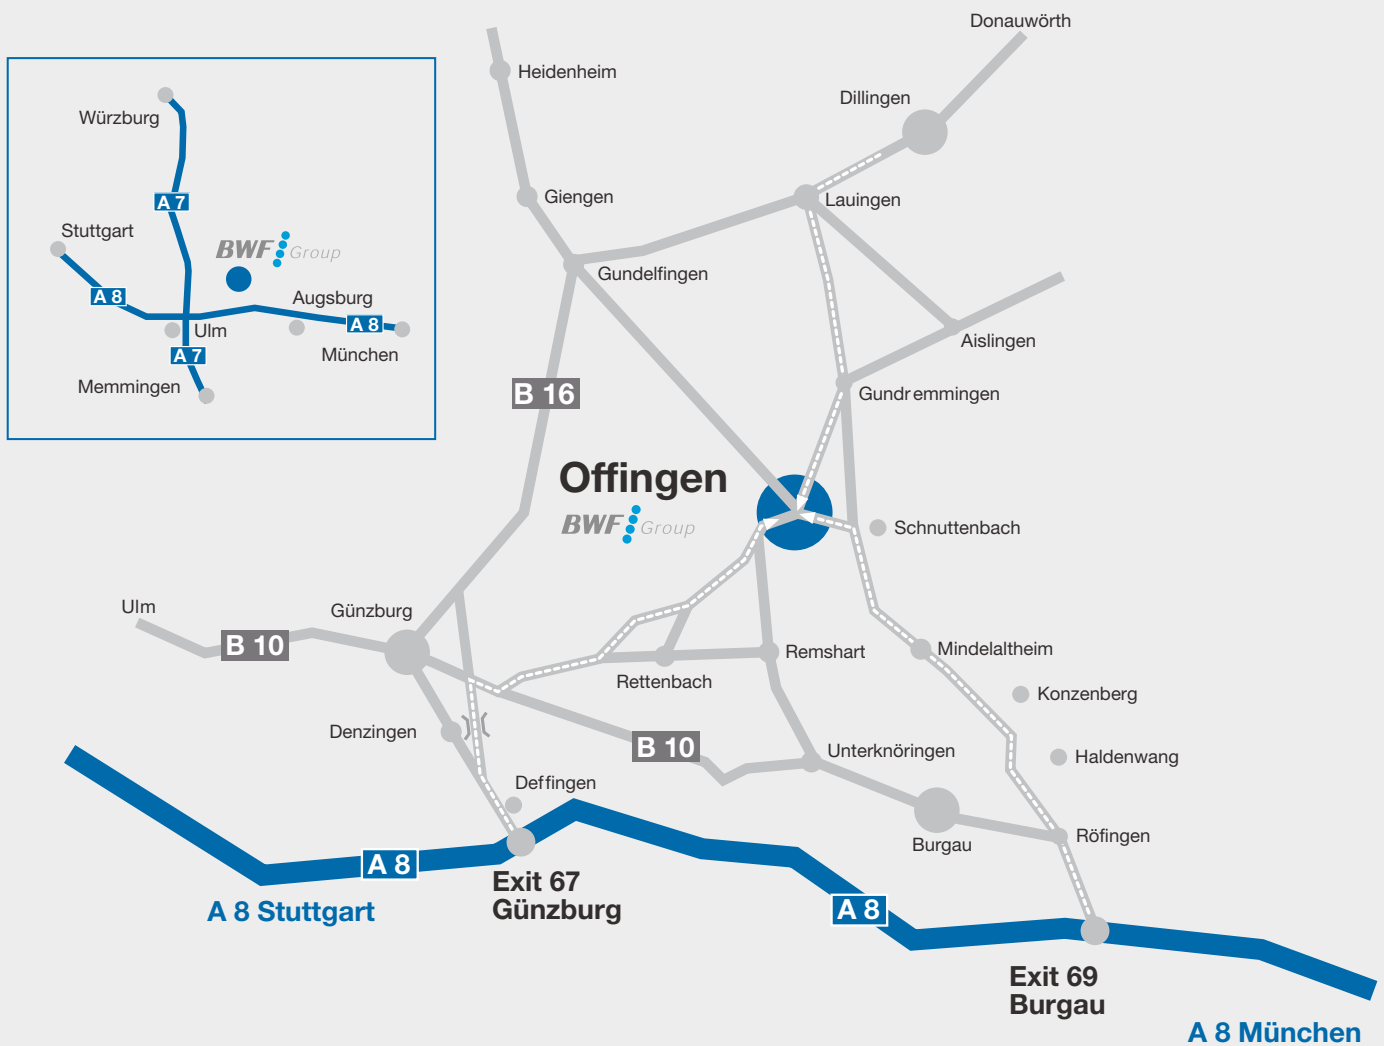 Donauwörth
Heidenheim
Dillingen
Würzburg
Giengen
Lauingen
A 7
Stuttgart
BWF Group
Gundelfingen
A 8
Augsburg
A 8
Ulm
Aislingen
A 7
München
Memmingen
B 16
Gundremmingen
Offingen
BWF Group
Schnuttenbach
Ulm
Günzburg
B 10
Remshart
Mindelaltheim
Rettenbach
Konzenberg
Denzingen
B 10
Unterknöringen
Haldenwang
Deffingen
Röfingen
Burgau
A 8
Exit 67
Günzburg
A 8 Stuttgart
A 8
Exit 69
Burgau
A 8 München